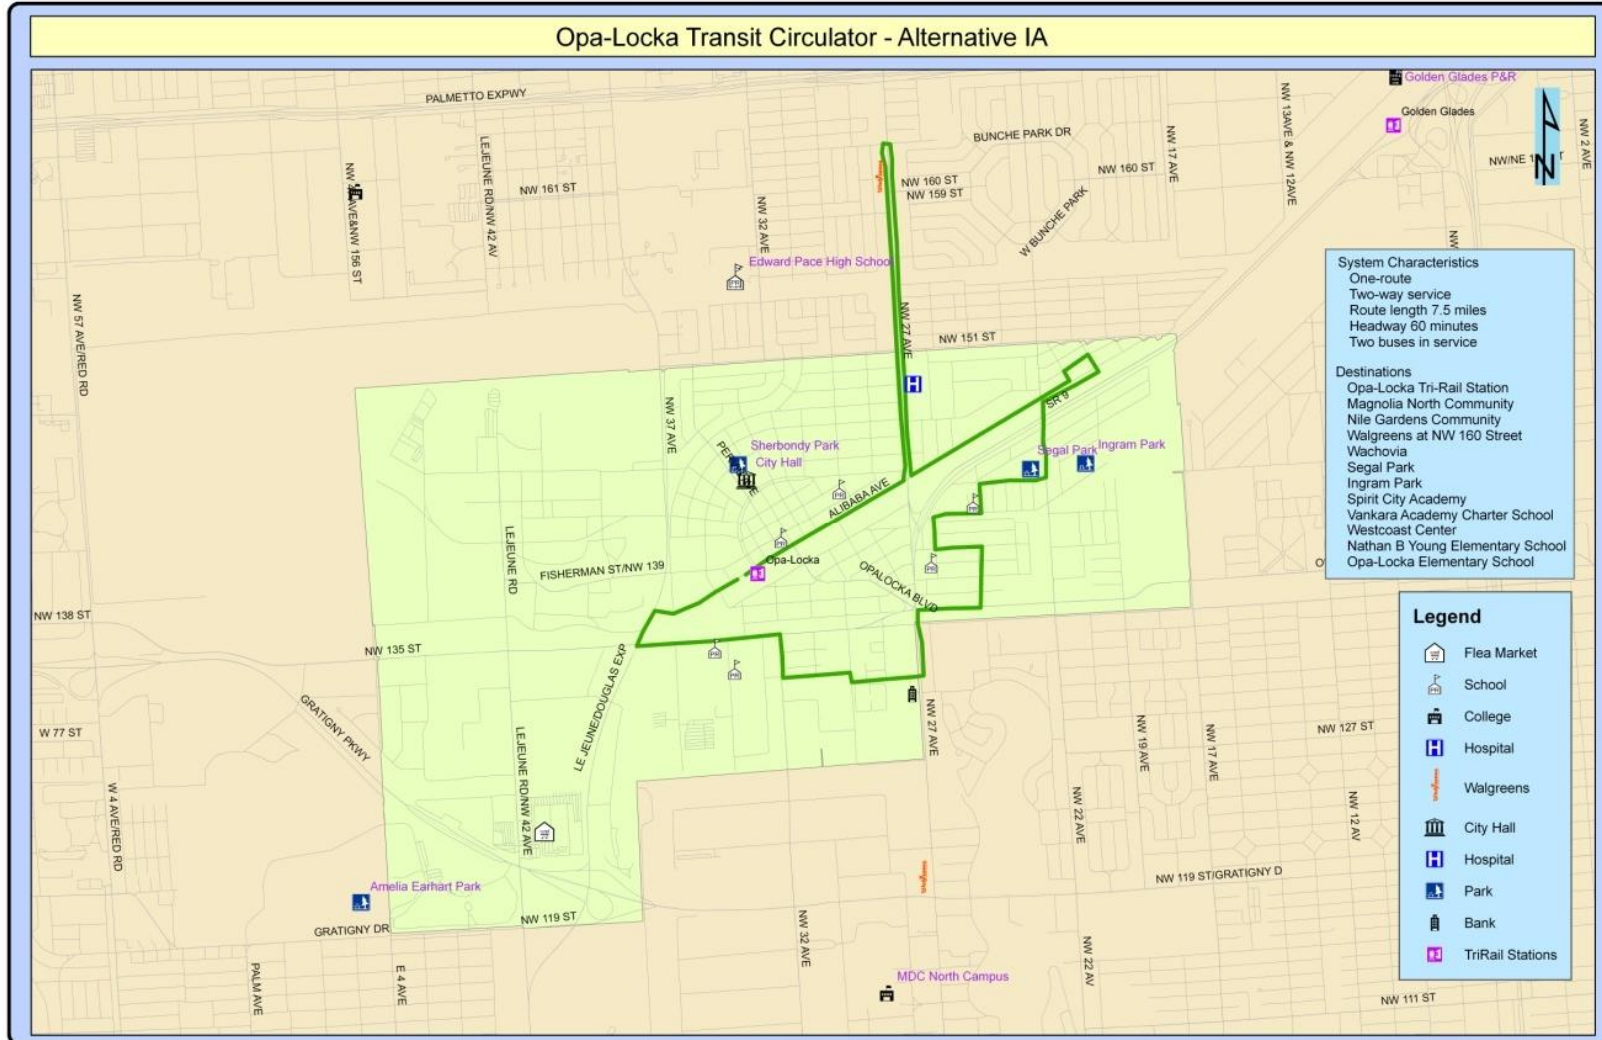 Opa-Locka Transit Circulator - Alternative IA
Golden Glades P&R
PALMETTO EXPWY
Golden Glades
NW 13AVE & NW 12AVE
NW 2 AVE
BUNCHE PARK DR
NW 17 AVE
LEJEUNE RD/NW 42 AV
NW 160 ST
NW 160 ST
NW 161 ST
NW 159 ST
AVE&NW 156 ST
NW 32 AVE
W BUNCHE PARK
N
Edward Pace High School
System Characteristics
One-route
Two-way service
Route length 7.5 miles
Headway 60 minutes
Two buses in service
Destinations
Opa-Locka Tri-Rail Station
Magnolia North Community
Nile Gardens Community
Walgreens at NW 160 Street
Wachovia
Segal Park
Ingram Park
Spirit City Academy
Vankara Academy Charter School
Westcoast Center
Nathan B Young Elementary School
Opa-Locka Elementary School
NW 57 AVE/RED RD
NW 27 AVE
NW 151 ST
H
SR 9
NW 37 AVE
Sherbondy Park
City Hall
Segal Park
Ingram Park
ALIBABA AVE
LEJEUNE RD
FISHERMAN ST/NW 139
Opa-Locka
OPALOCKA BLVD
NW 138 ST
NW 135 ST
LE JEUNE/DOUGLAS EXP
GRATIGNY PKWY
W 77 ST
NW 27 AVE
NW 19 AVE
NW 17 AVE
NW 127 ST
LEJEUNE RD/NW 42 AVE
W 4 AVE/RED RD
NW 22 AVE
NW 12 AV
Amelia Earhart Park
NW 119 ST/GRATIGNY D
GRATIGNY DR
NW 119 ST
NW 32 AVE
PALM AVE
E 4 AVE
NW 22 AV
MDC North Campus
NW 111 ST
Legend
Flea Market
School
College
H Hospital
Walgreens
City Hall
H Hospital
Park
Bank
TriRail Stations